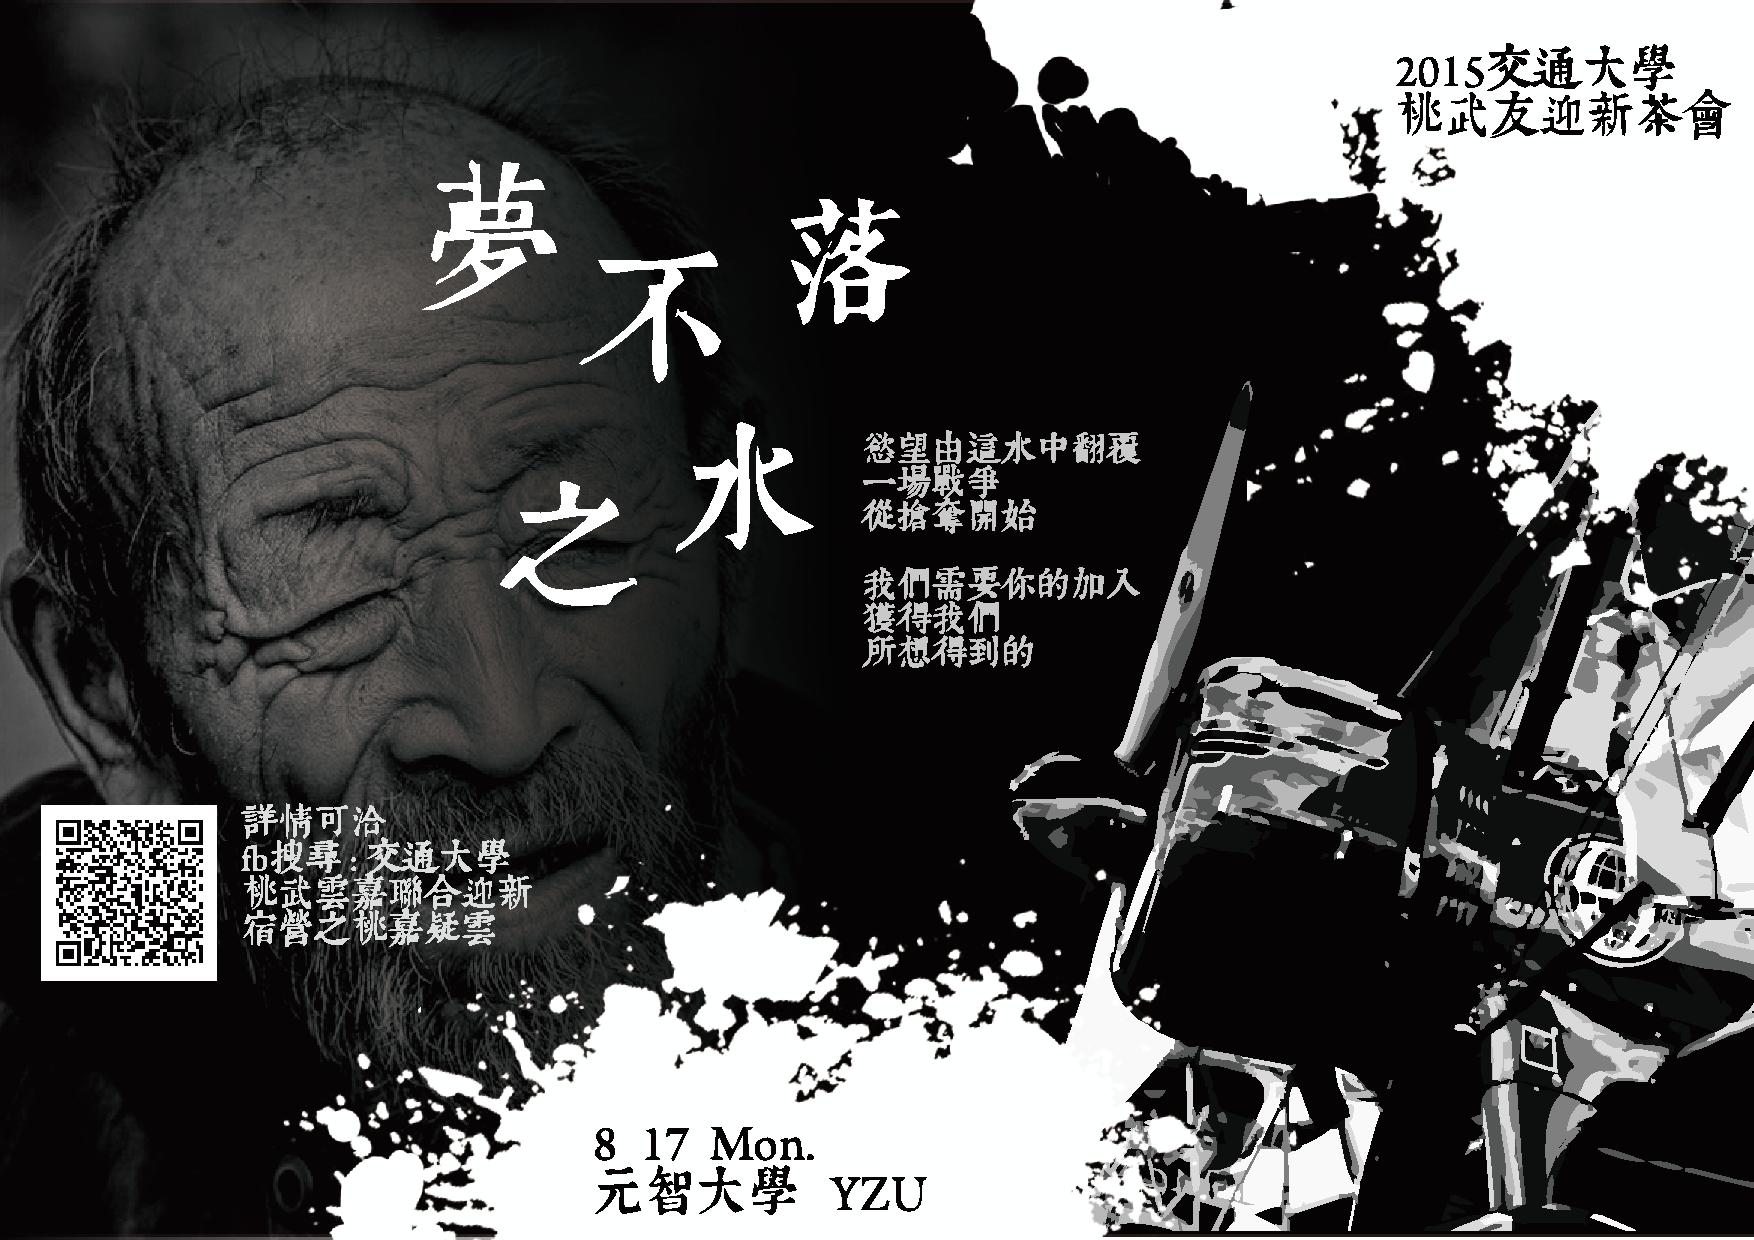 2015交通大學
桃武友迎新茶會
夢不落
之水
慾望由這水中翻覆
一場戰爭
從搶奪開始
我們需要你的加入
獲得我們
所想得到的
詳情可洽
fb搜尋:交通大學
桃武雲嘉聯合迎新
宿營之桃嘉疑雲
8 17 Mon.
元智大學 YZU